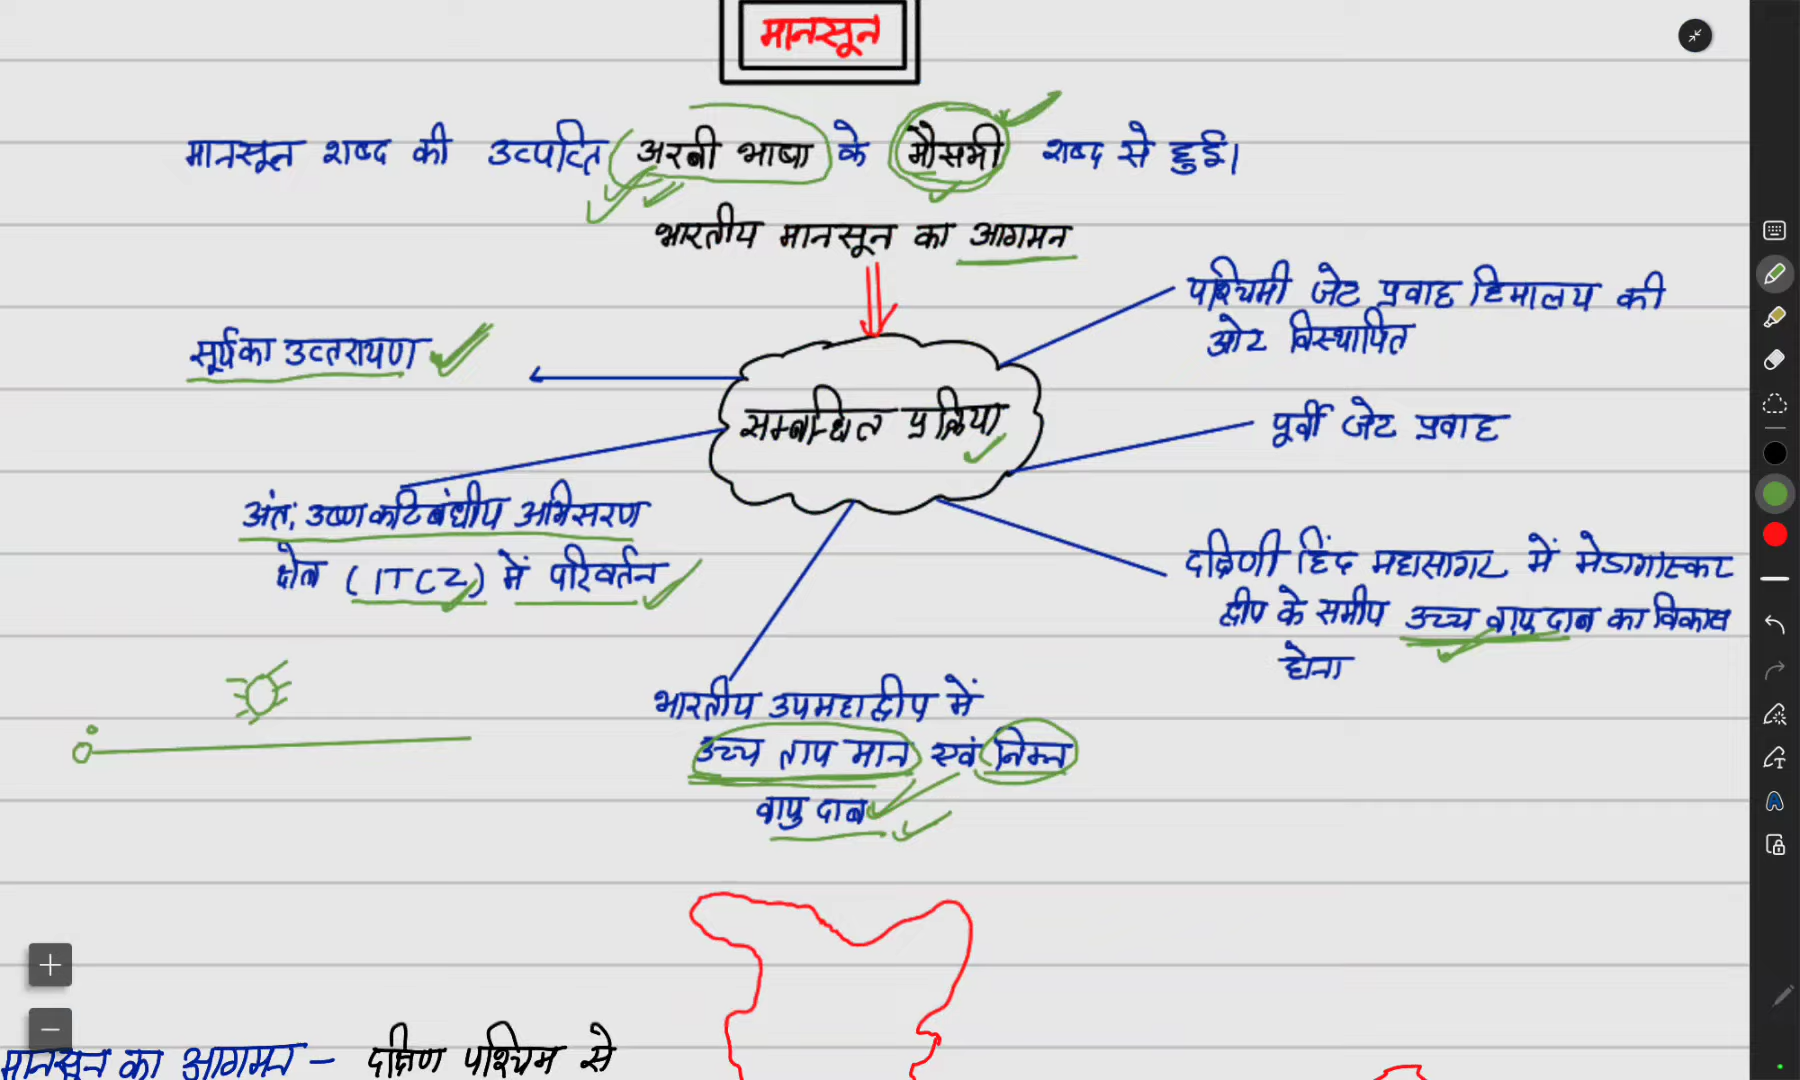 मानसून
मानसून शब्द की उत्पत्ति अरबी भाषा के मौसमी शब्द से हुई।
भारतीय मानसून का आगमन
पश्चिमी जेट प्रवाह हिमालय की
ओर विस्थापित
सूर्य का उत्तरायण
सम्बन्धित प्रक्रिया
पूर्वी जेट प्रवाह
अंतः उष्ण कटिबंधीय अभिसरण
क्षेत्र (ITCZ) में परिवर्तन
दक्षिणी हिंद महासागर में मेडागास्कर
द्वीप के समीप उच्च वायु दाब का विकास
होना
भारतीय उपमहाद्वीप में
उच्च ताप मान एवं निम्न
वायु दाब
मानसून का आगमन – दक्षिण पश्चिम से